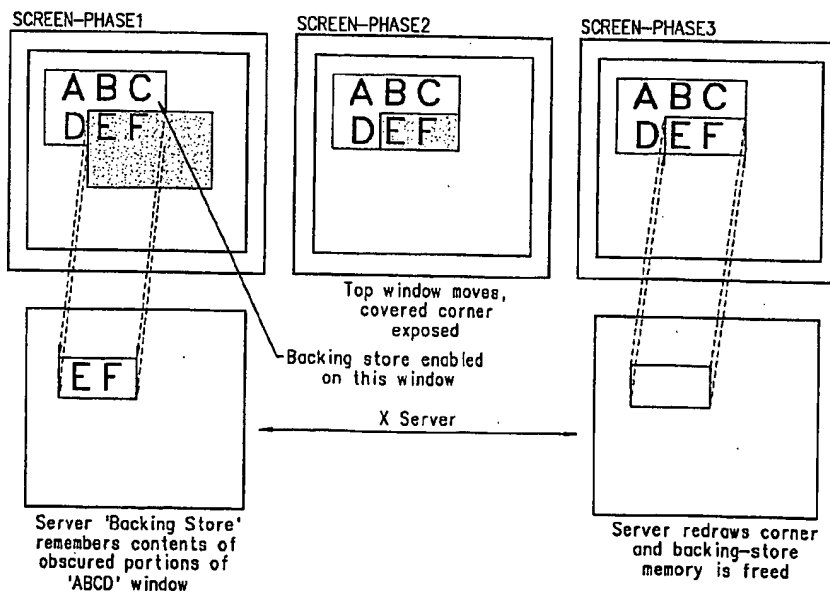 SCREEN-PHASE1
A B C
D E F
SCREEN-PHASE2
A B C
D E F
SCREEN-PHASE3
A B C
D E F
Top window moves,
covered corner
exposed
Backing store enabled
on this window
E F
X Server
Server 'Backing Store'
remembers contents of
obscured portions of
'ABCD' window
Server redraws corner
and backing-store
memory is freed